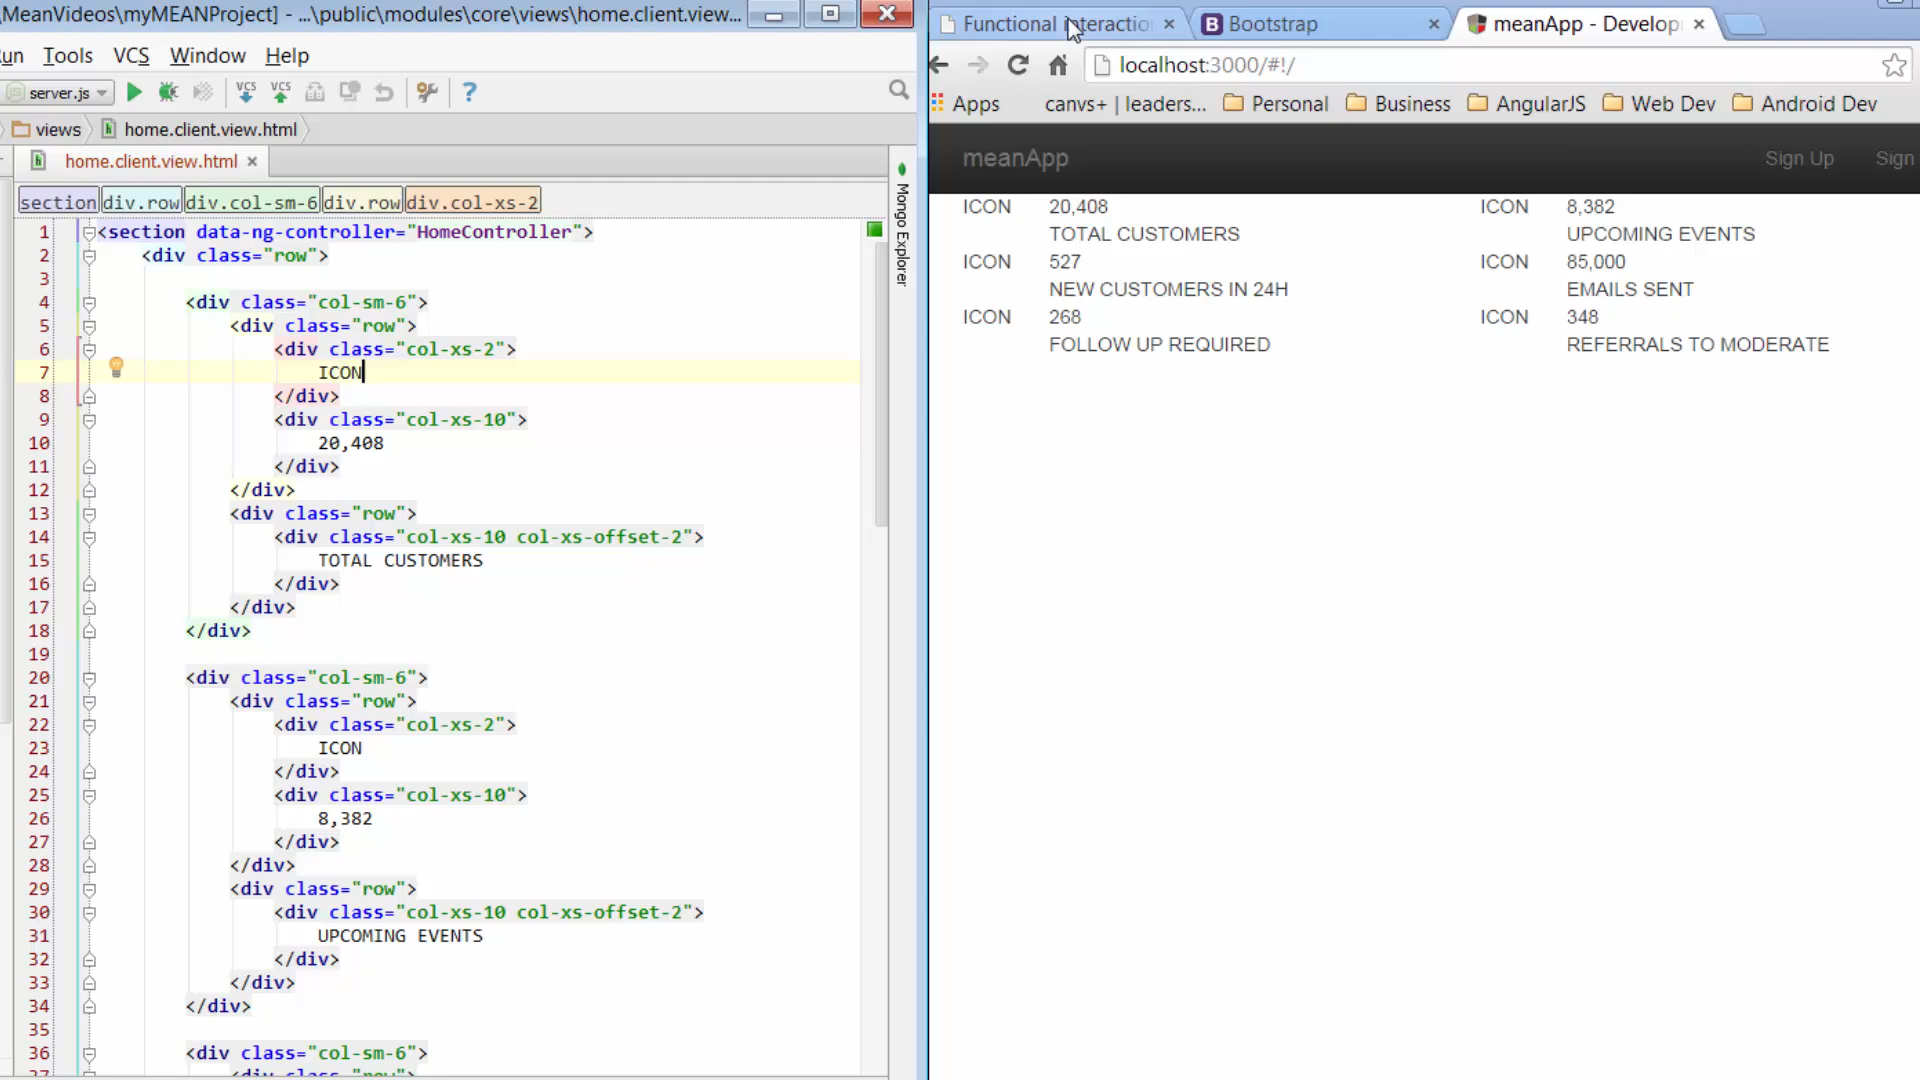 MeanVideos\myMEANProject] - ...\public\modules\core\views\home.client.view...
un Tools VCS Window Help
server.js
VCS VCS ?
views home.client.view.html
home.client.view.html
section div.row div.col-sm-6 div.row div.col-xs-2
1 <section data-ng-controller="HomeController">
2 <div class="row">
3
4 <div class="col-sm-6">
5 <div class="row">
6 <div class="col-xs-2">
7 ICON
8 </div>
9 <div class="col-xs-10">
10 20,408
11 </div>
12 </div>
13 <div class="row">
14 <div class="col-xs-10 col-xs-offset-2">
15 TOTAL CUSTOMERS
16 </div>
17 </div>
18 </div>
19
20 <div class="col-sm-6">
21 <div class="row">
22 <div class="col-xs-2">
23 ICON
24 </div>
25 <div class="col-xs-10">
26 8,382
27 </div>
28 </div>
29 <div class="row">
30 <div class="col-xs-10 col-xs-offset-2">
31 UPCOMING EVENTS
32 </div>
33 </div>
34 </div>
35
36 <div class="col-sm-6">
37 <div class="row">
Mongo Explorer
Functional Interactio B Bootstrap meanApp - Develop
localhost:3000/#!/
Apps canvs+ | leaders... Personal Business AngularJS Web Dev Android Dev
meanApp Sign Up Sign
ICON 20,408 ICON 8,382
TOTAL CUSTOMERS UPCOMING EVENTS
ICON 527 ICON 85,000
NEW CUSTOMERS IN 24H EMAILS SENT
ICON 268 ICON 348
FOLLOW UP REQUIRED REFERRALS TO MODERATE